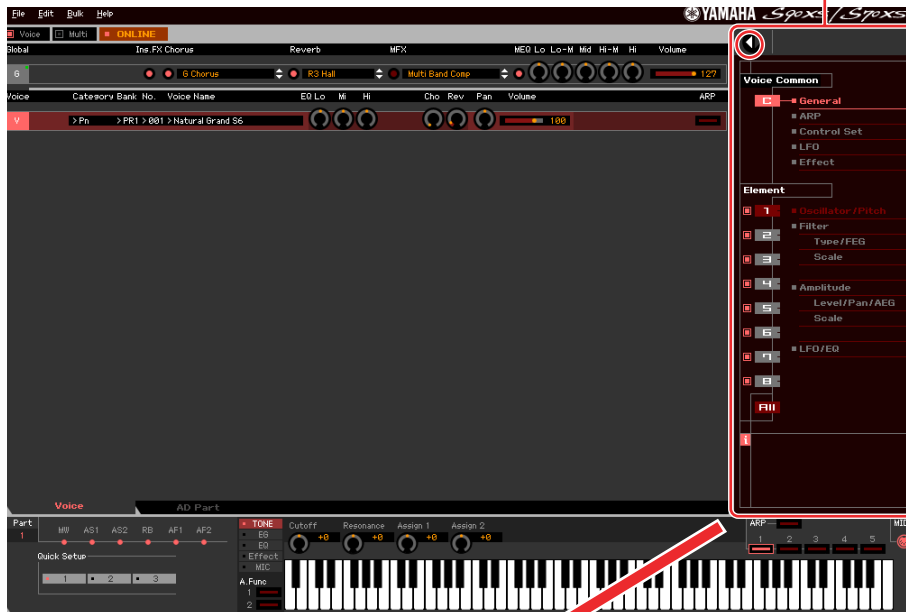 File Edit Bulk Help
YAMAHA S90XS/S70XS
Voice Multi ONLINE
Global Ins.FX Chorus Reverb MFX MEQ Lo Lo-M Mid Hi-M Hi Volume
G G Chorus R3 Hall Multi Band Comp 127
Voice Category Bank No. Voice Name EQ Lo Mi Hi Cho Rev Pan Volume ARP
V >Pn >PR1 >001 >Natural Grand S6 100
Voice Common
C General
ARP
Control Set
LFO
Effect
Element
1 Oscillator/Pitch
Filter
2 Type/FEG
3 Scale
4 Amplitude
Level/Pan/AEG
5 Scale
6
7 LFO/EQ
8
All
i
Voice AD Part
Part
1
MW AS1 AS2 RB AF1 AF2
Quick Setup
1 2 3
TONE
EG
EQ
Effect
MIC
A.Func
1
2
Cutoff Resonance Assign 1 Assign 2
+0 +0 +0 +0
ARP
1 2 3 4 5